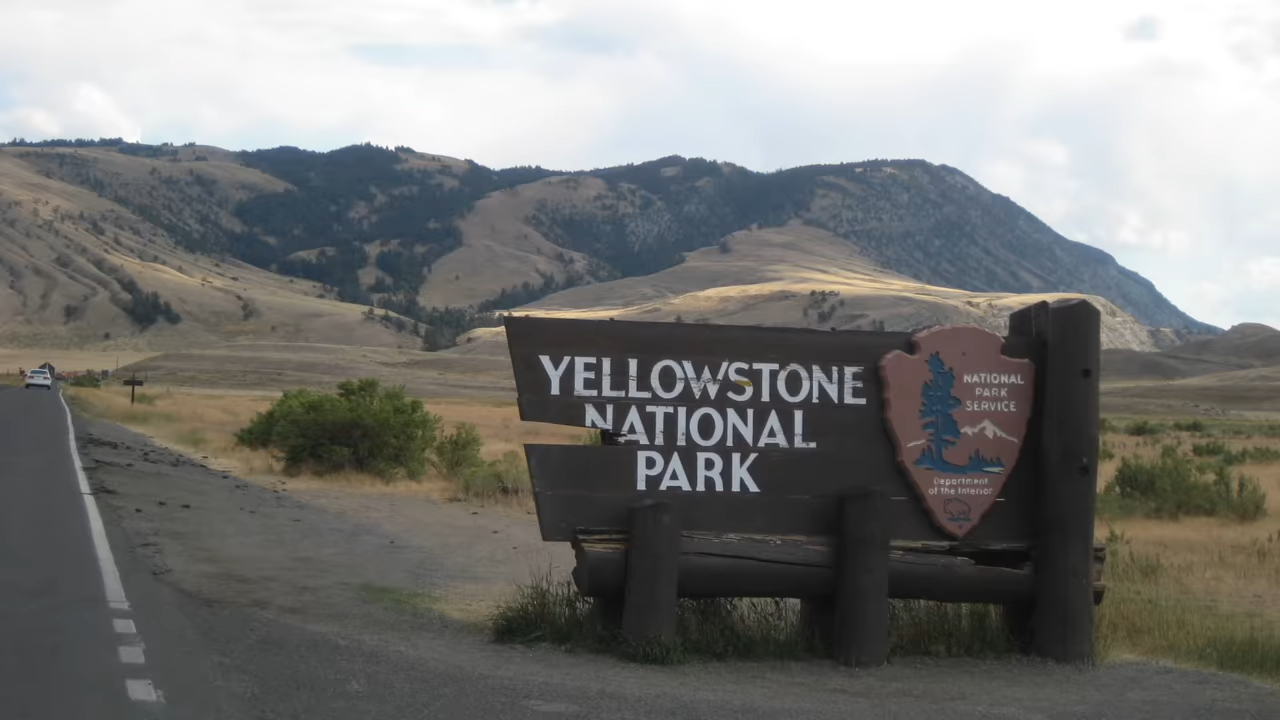 YELLOWSTONE
NATIONAL
PARK
NATIONAL
PARK
SERVICE
Department
of the Interior